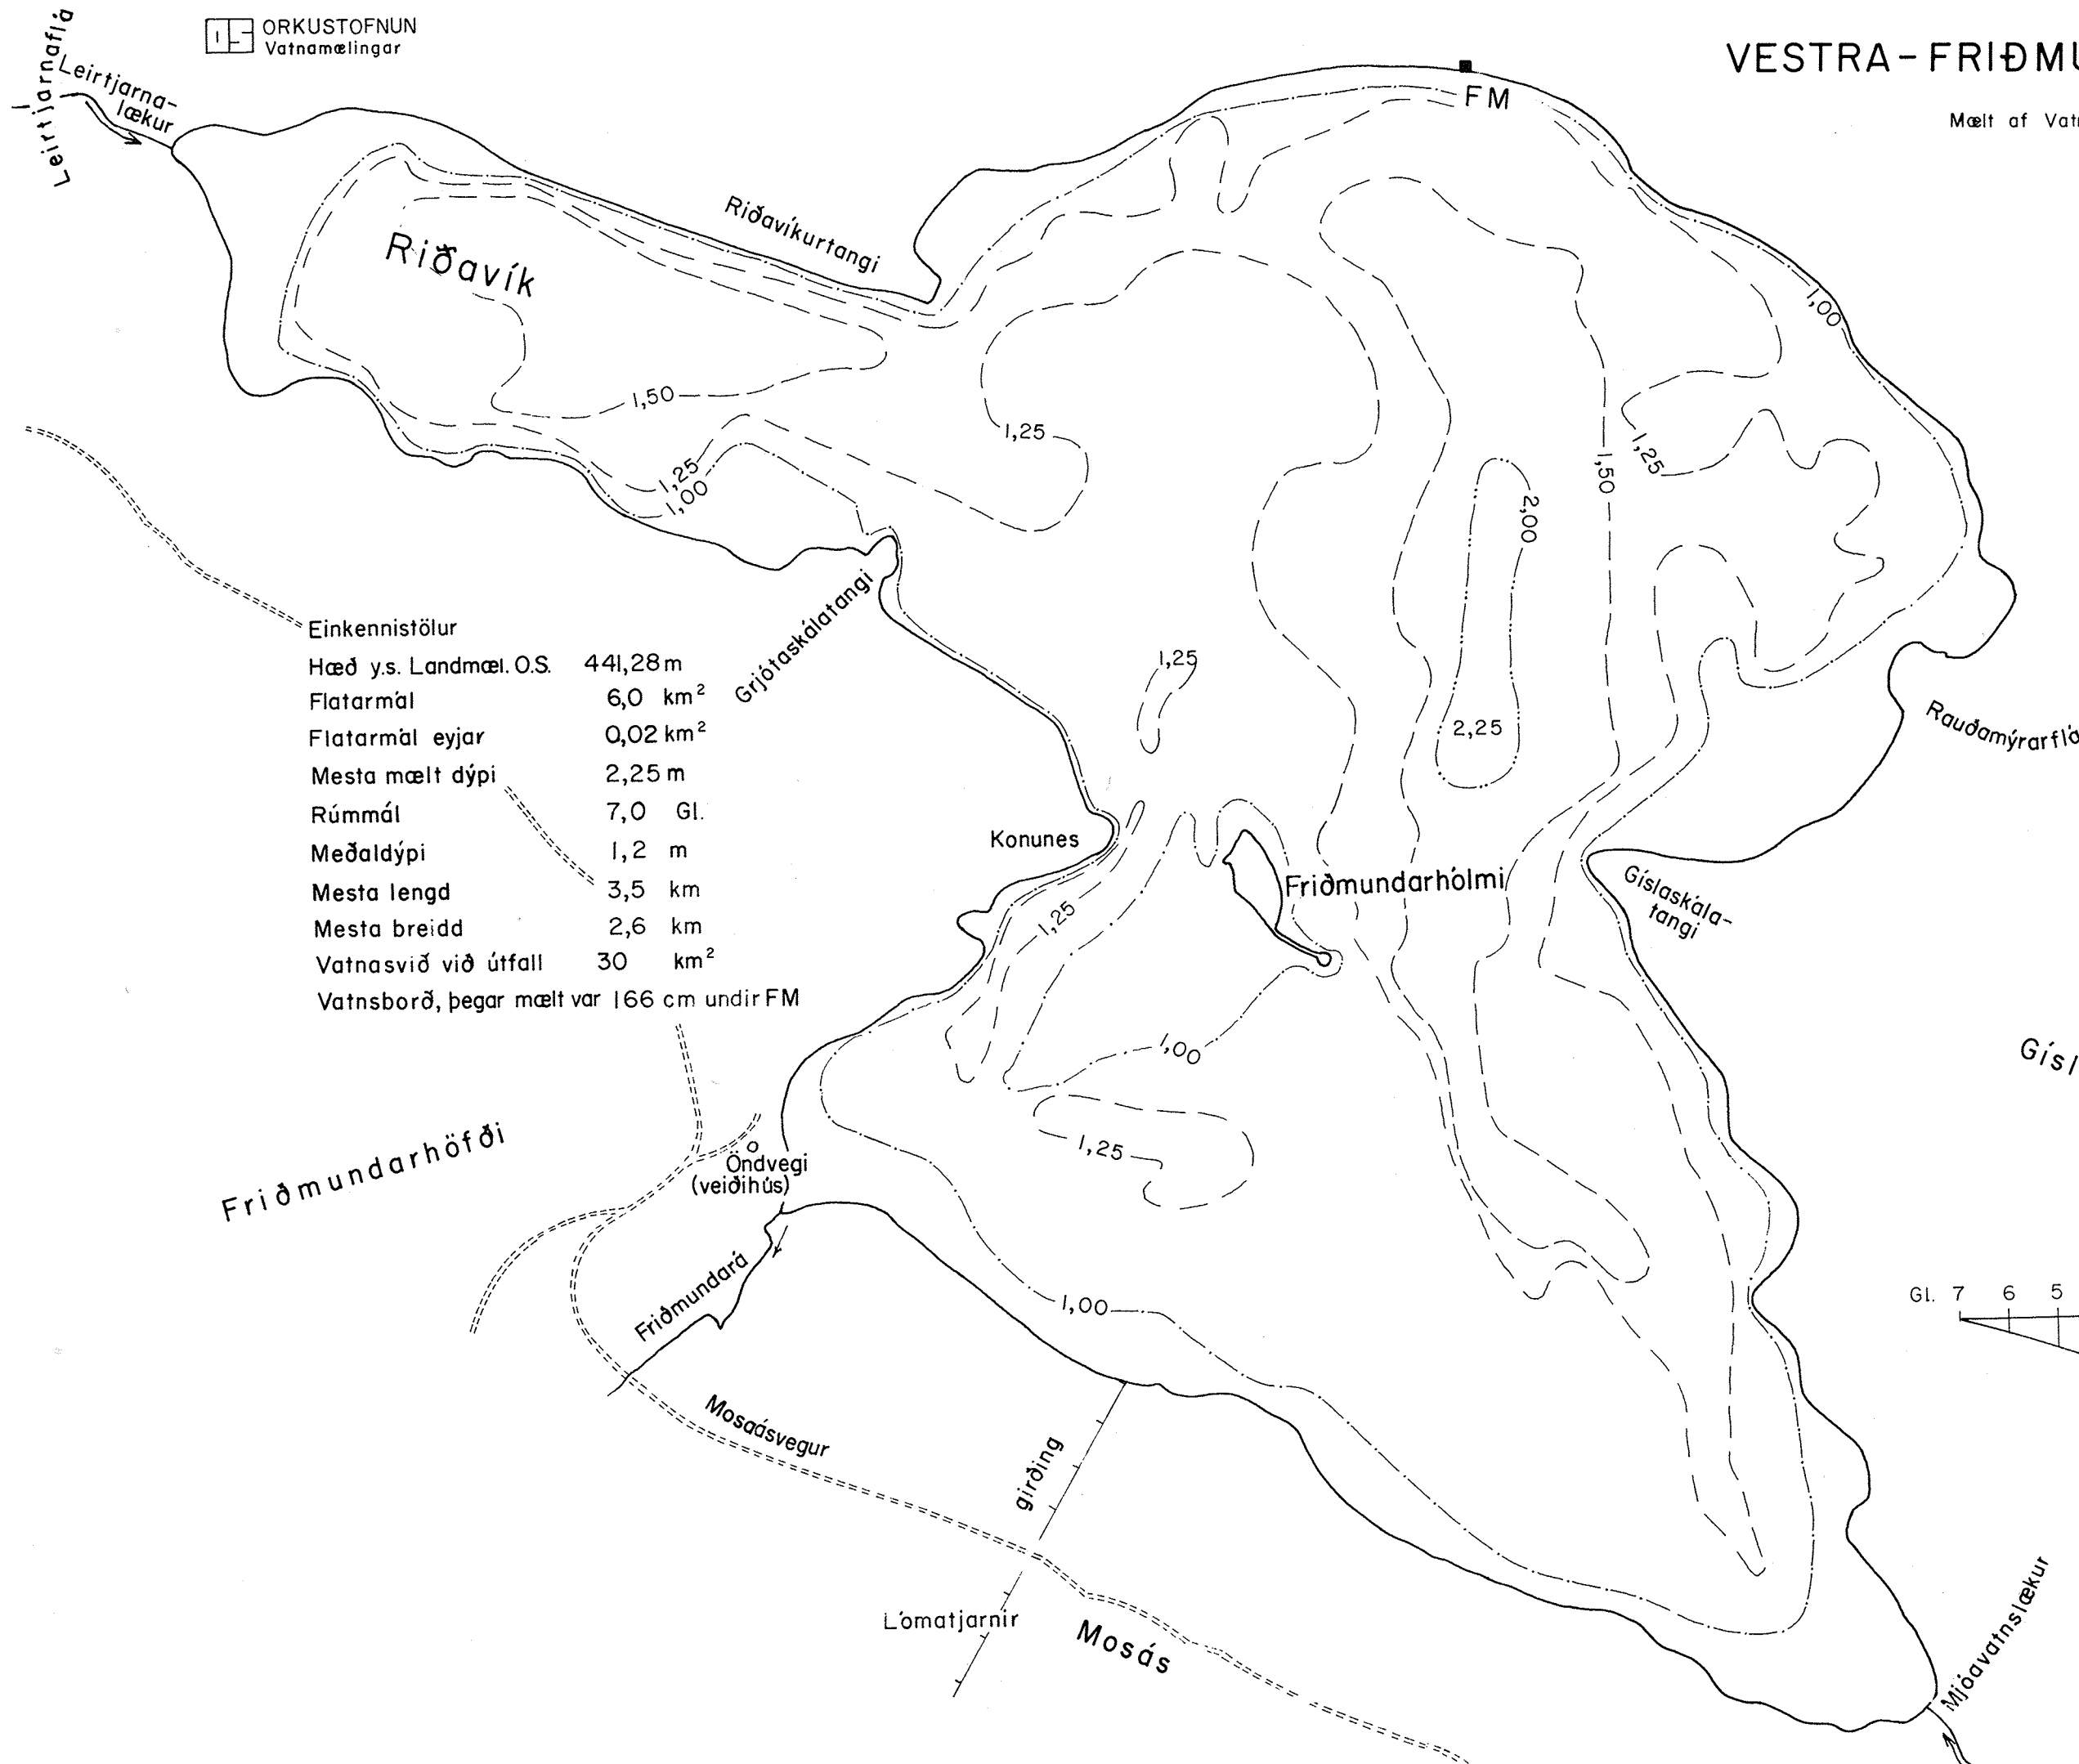 ORKUSTOFNUN
Vatnamælingar
VESTRA-FRIÐMU
Mælt af Vatn
Leirtjarnaflá
Leirtjarna-
lækur
FM
Riðavíkurtangi
Riðavík
1,00
1,50
1,25
1,25
1,50
1,25
1,00
2,00
Grjótaskálatangi
1,25
2,25
Rauðamýrarflá
Einkennistölur
Hæð y.s. Landmæl. O.S. 441,28 m
Flatarmál 6,0 km²
Flatarmál eyjar 0,02 km²
Mesta mælt dýpi 2,25 m
Rúmmál 7,0 Gl.
Meðaldýpi 1,2 m
Mesta lengd 3,5 km
Mesta breidd 2,6 km
Vatnasvið við útfall 30 km²
Vatnsborð, þegar mælt var 166 cm undir FM
Konunes
Friðmundarhólmi
Gíslaskála-
tangi
1,25
1,00
Gísl
Friðmundarhöfði
1,25
Öndvegi
(veiðihús)
Friðmundará
1,00
Gl. 7 6 5
Mosaásvegur
girðing
Lómatjarnir
Mosás
Mjóavatnslækur